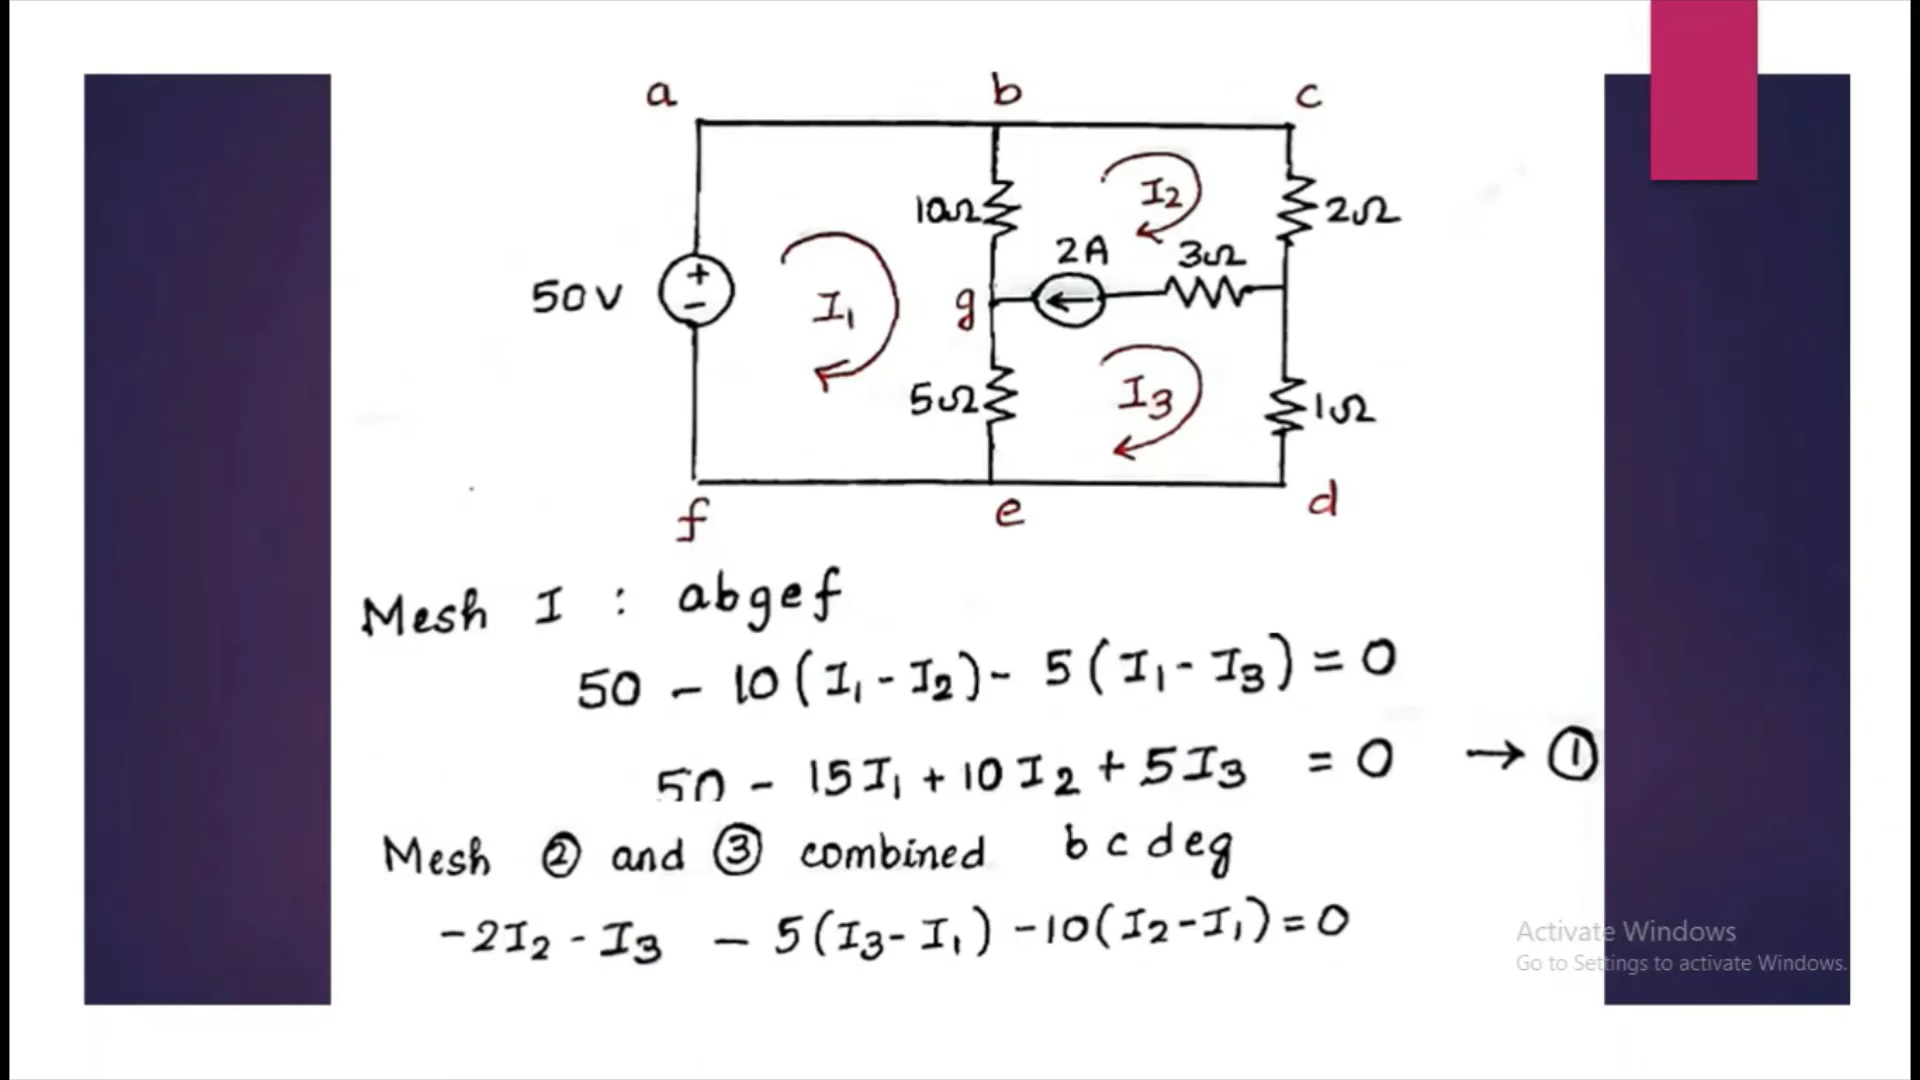 a b c
10Ω I₂ 2Ω
2A 3Ω
50V + − I₁ g
5Ω I₃ 1Ω
f e d
Mesh I : abgef
50 - 10(I₁ - I₂) - 5(I₁ - I₃) = 0
50 - 15I₁ + 10I₂ + 5I₃ = 0 → ①
Mesh ② and ③ combined bcdeg
-2I₂ - I₃ - 5(I₃ - I₁) - 10(I₂ - I₁) = 0
Activate Windows
Go to Settings to activate Windows.